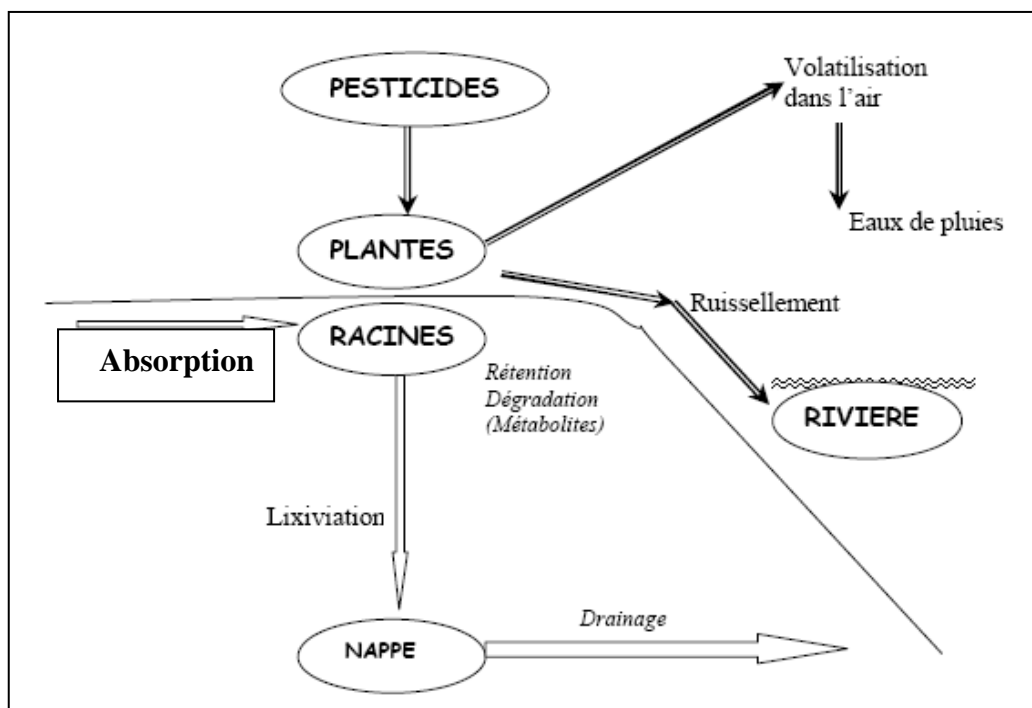 PESTICIDES
Volatilisation
dans l'air
Eaux de pluies
PLANTES
Ruissellement
RACINES
Absorption
Rétention
Dégradation
(Métabolites)
RIVIERE
Lixiviation
Drainage
NAPPE